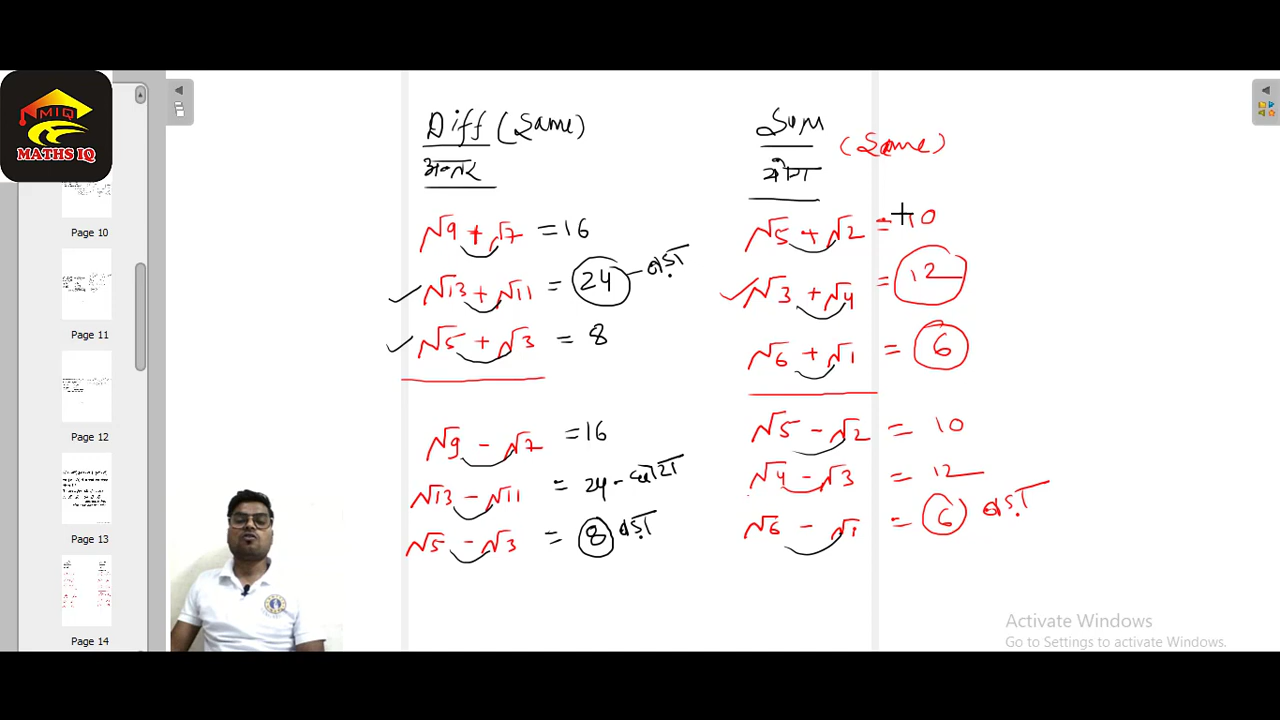 MIQ
MATHS IQ
Page 10
Page 11
Page 12
Page 13
Page 14
Diff (Same)
अन्तर
√9 + √7 = 16
√13 + √11 = 24 - बड़ा
√5 + √3 = 8
√9 - √7 = 16
√13 - √11 = 24 - छोटा
√5 - √3 = 8 बड़ा
Sum (Same)
योग
√5 + √2 = 10
√3 + √4 = 12
√6 + √1 = 6
√5 - √2 = 10
√4 - √3 = 12
√6 - √1 = 6 बड़ा
Activate Windows
Go to Settings to activate Windows.